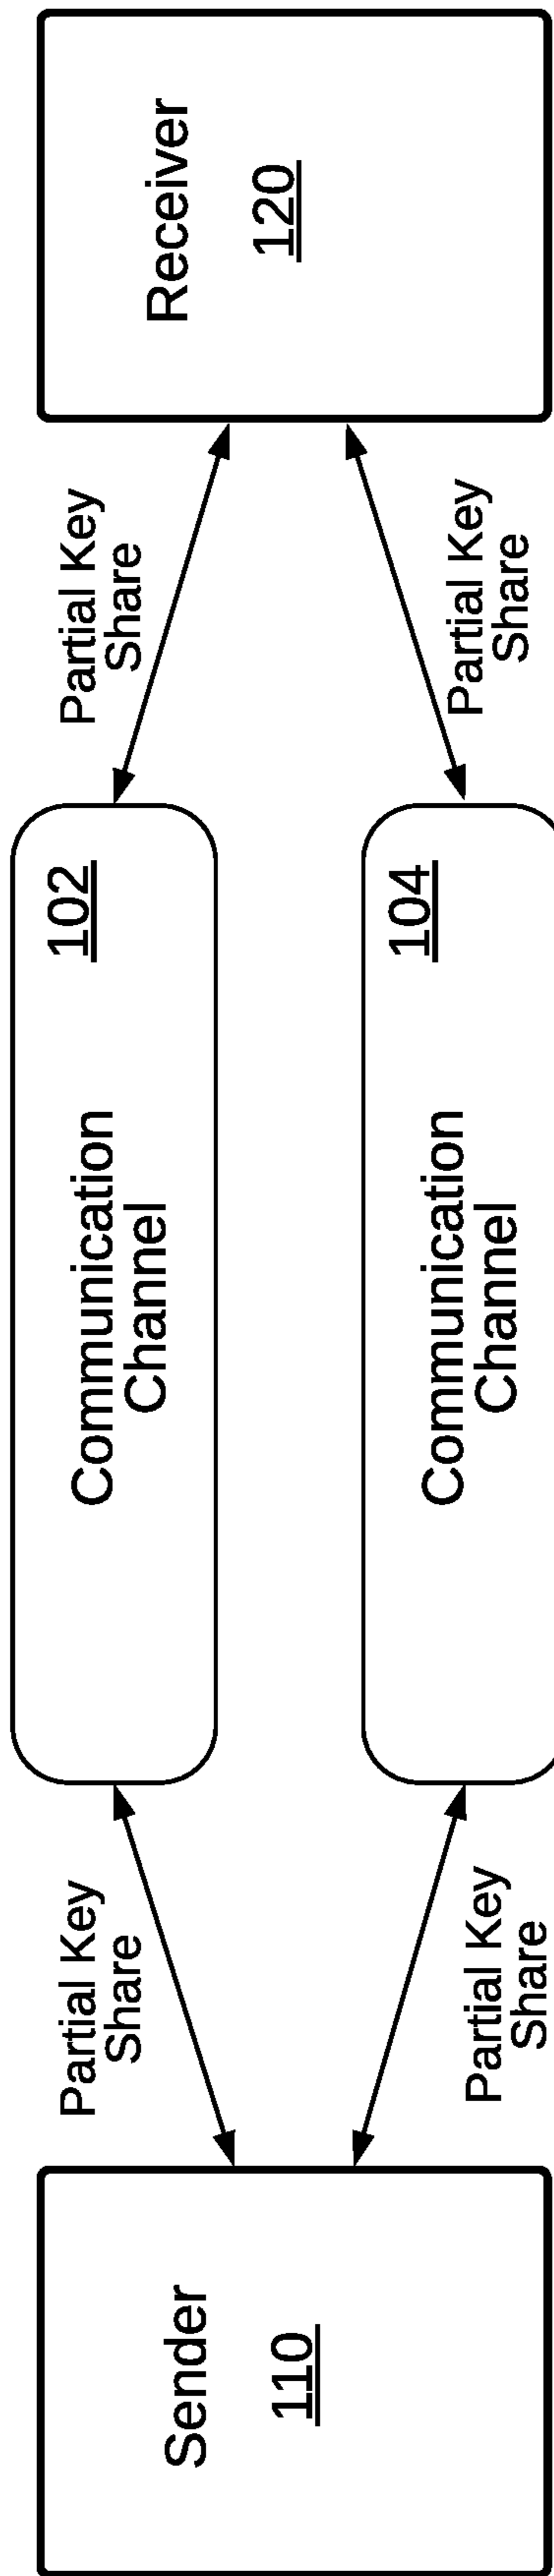 Sender
110
Partial Key
Share
Partial Key
Share
Communication
Channel
102
Communication
Channel
104
Partial Key
Share
Partial Key
Share
Receiver
120